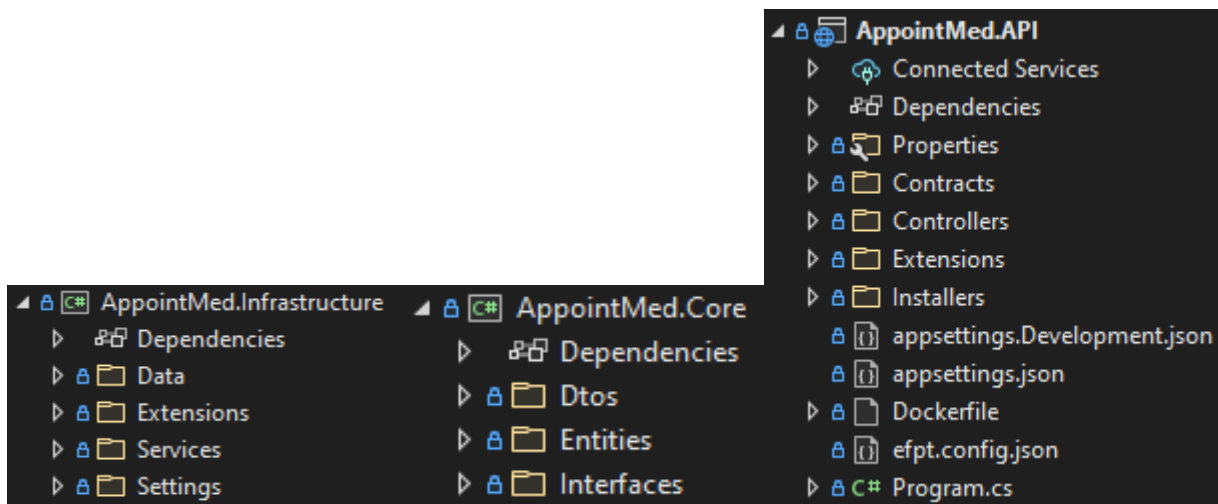 AppointMed.Infrastructure
Dependencies
Data
Extensions
Services
Settings
AppointMed.Core
Dependencies
Dtos
Entities
Interfaces
AppointMed.API
Connected Services
Dependencies
Properties
Contracts
Controllers
Extensions
Installers
appsettings.Development.json
appsettings.json
Dockerfile
efpt.config.json
C# Program.cs